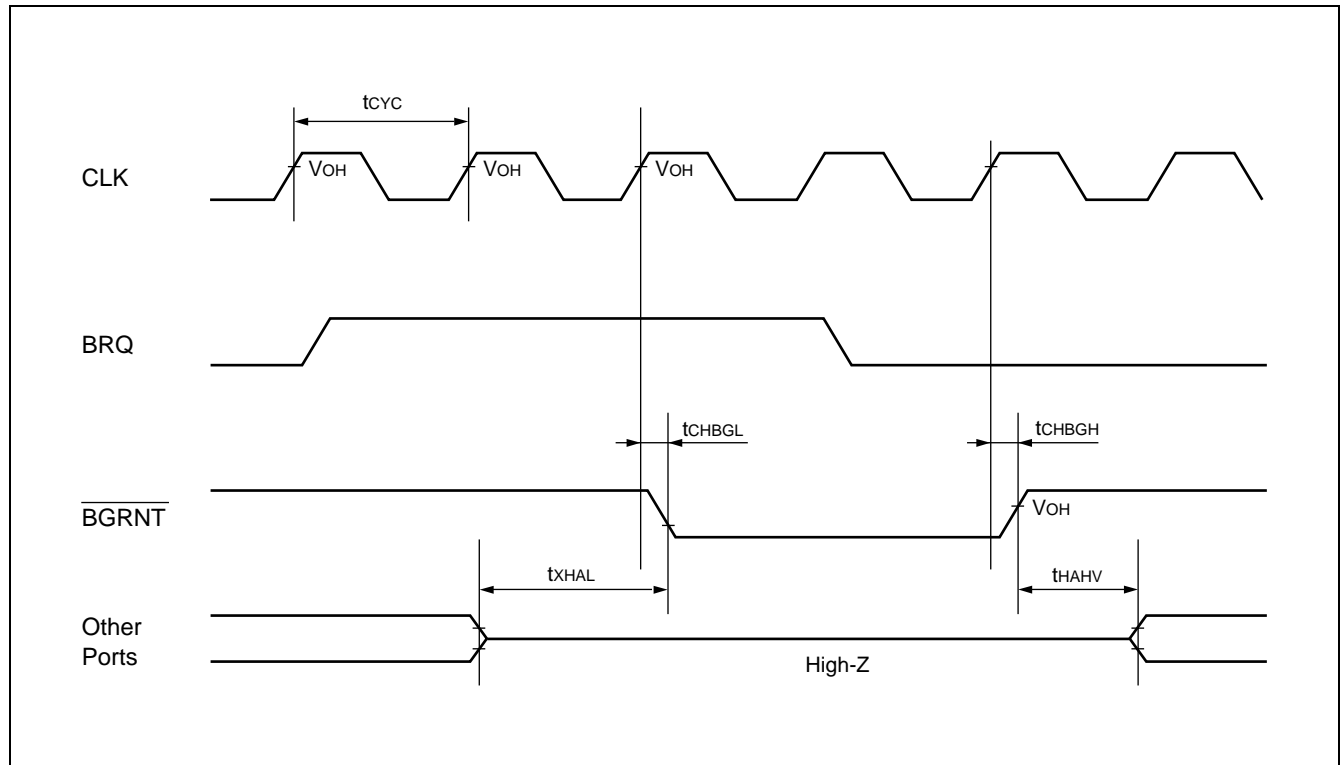 tCYC
CLK
VOH
VOH
VOH
BRQ
tCHBGL
tCHBGH
BGRNT
VOH
tXHAL
tHAHV
Other
Ports
High-Z